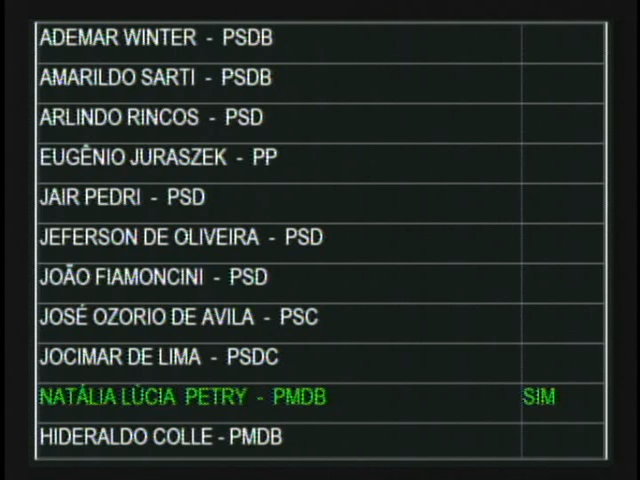 ADEMAR WINTER - PSDB
AMARILDO SARTI - PSDB
ARLINDO RINCOS - PSD
EUGÊNIO JURASZEK - PP
JAIR PEDRI - PSD
JEFERSON DE OLIVEIRA - PSD
JOÃO FIAMONCINI - PSD
JOSÉ OZORIO DE AVILA - PSC
JOCIMAR DE LIMA - PSDC
NATÁLIA LÚCIA PETRY - PMDB SIM
HIDERALDO COLLE - PMDB